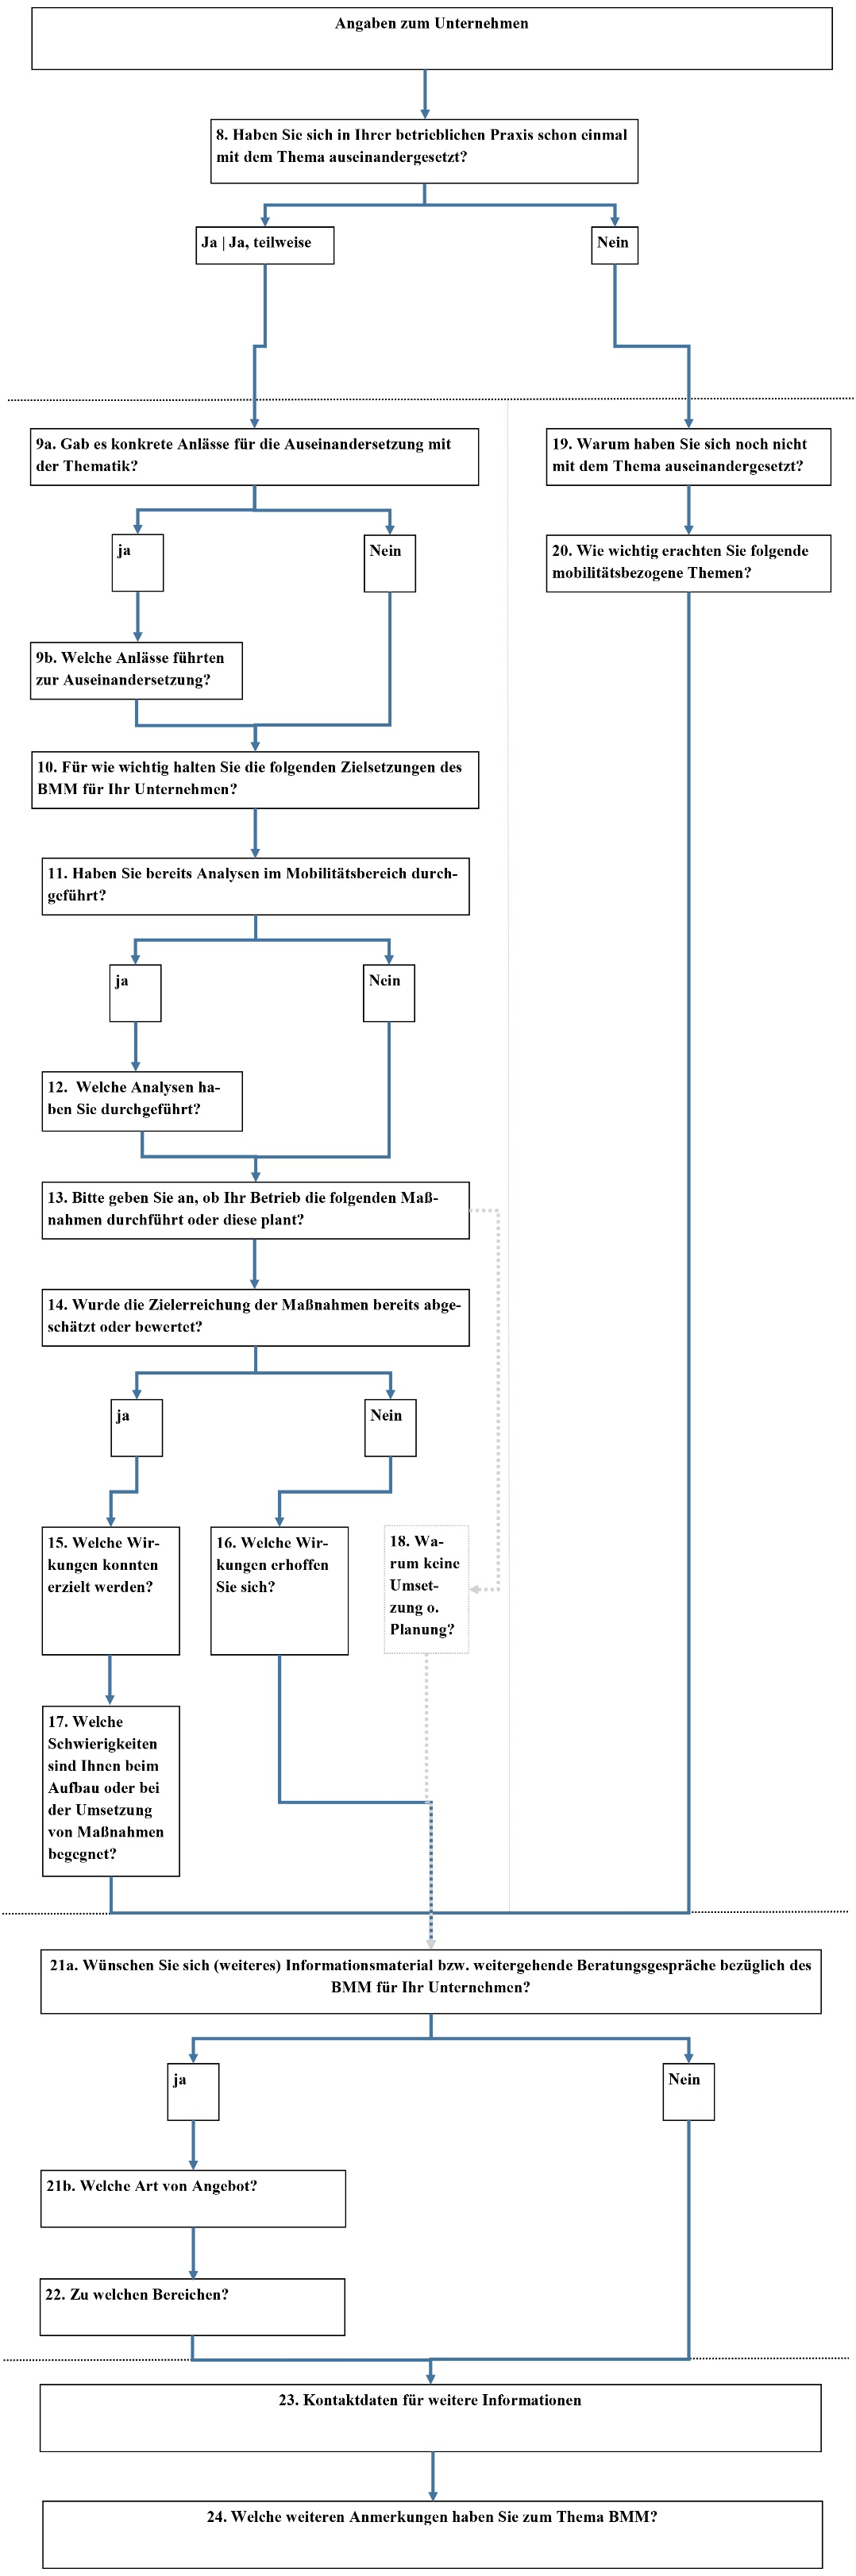 Angaben zum Unternehmen
8. Haben Sie sich in Ihrer betrieblichen Praxis schon einmal
mit dem Thema auseinandergesetzt?
Ja | Ja, teilweise
Nein
9a. Gab es konkrete Anlässe für die Auseinandersetzung mit
der Thematik?
ja
Nein
9b. Welche Anlässe führten
zur Auseinandersetzung?
10. Für wie wichtig halten Sie die folgenden Zielsetzungen des
BMM für Ihr Unternehmen?
11. Haben Sie bereits Analysen im Mobilitätsbereich durch-
geführt?
ja
Nein
12. Welche Analysen ha-
ben Sie durchgeführt?
13. Bitte geben Sie an, ob Ihr Betrieb die folgenden Maß-
nahmen durchführt oder diese plant?
14. Wurde die Zielerreichung der Maßnahmen bereits abge-
schätzt oder bewertet?
ja
Nein
15. Welche Wir-
kungen konnten
erzielt werden?
16. Welche Wir-
kungen erhoffen
Sie sich?
18. Wa-
rum keine
Umset-
zung o.
Planung?
17. Welche
Schwierigkeiten
sind Ihnen beim
Aufbau oder bei
der Umsetzung
von Maßnahmen
begegnet?
19. Warum haben Sie sich noch nicht
mit dem Thema auseinandergesetzt?
20. Wie wichtig erachten Sie folgende
mobilitätsbezogene Themen?
21a. Wünschen Sie sich (weiteres) Informationsmaterial bzw. weitergehende Beratungsgespräche bezüglich des
BMM für Ihr Unternehmen?
ja
Nein
21b. Welche Art von Angebot?
22. Zu welchen Bereichen?
23. Kontaktdaten für weitere Informationen
24. Welche weiteren Anmerkungen haben Sie zum Thema BMM?